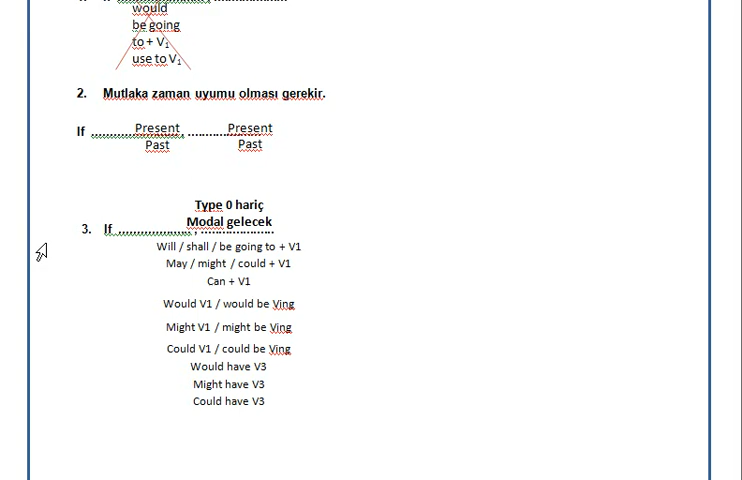 would
be going
to + V1
use to V1
2. Mutlaka zaman uyumu olması gerekir.
If ................Present, ...........Present
Past Past
Type 0 hariç
Modal gelecek
3. If .................... , ....................
Will / shall / be going to + V1
May / might / could + V1
Can + V1
Would V1 / would be Ving
Might V1 / might be Ving
Could V1 / could be Ving
Would have V3
Might have V3
Could have V3